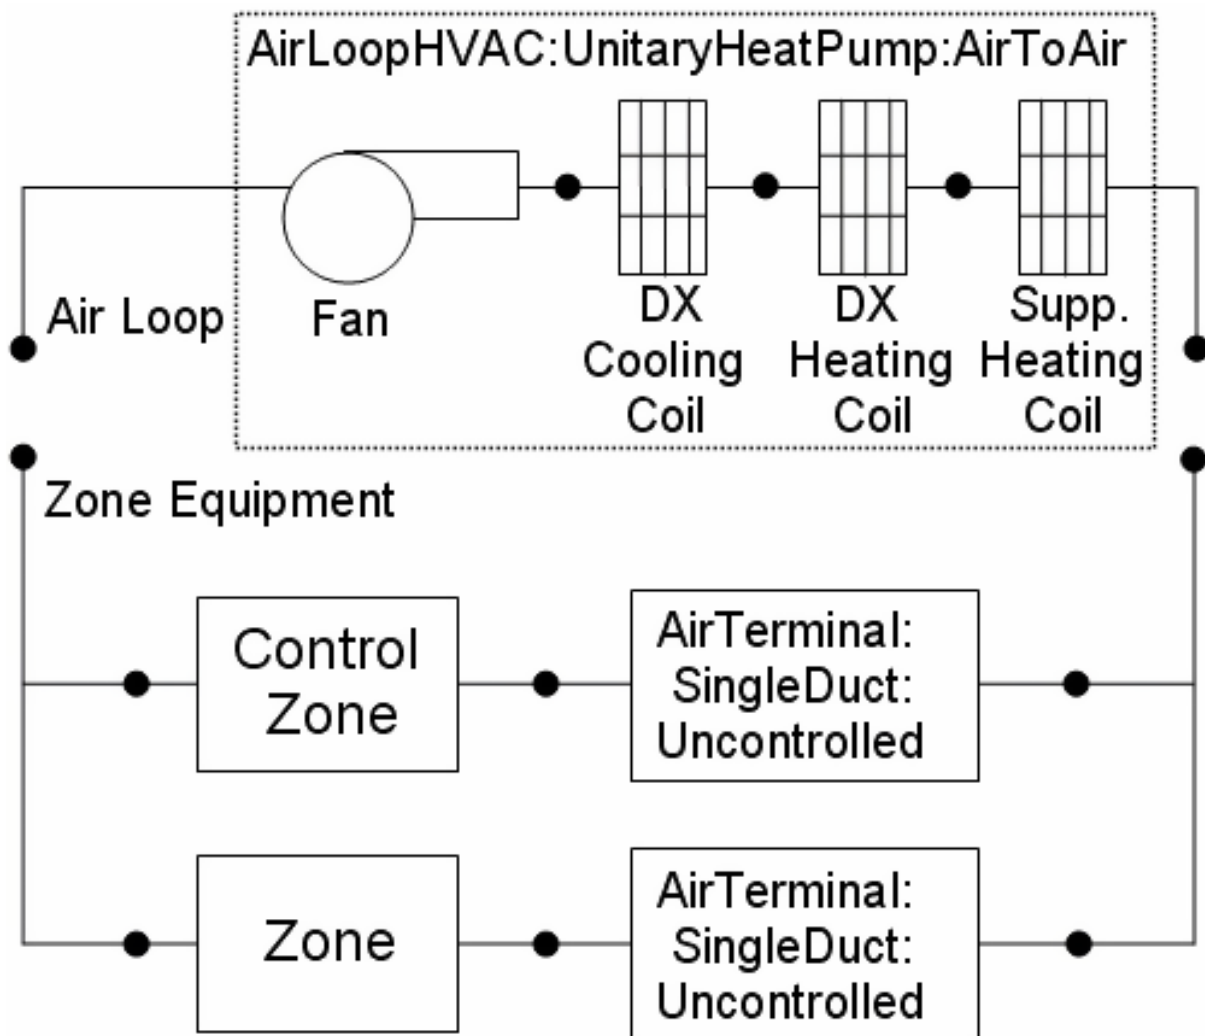 AirLoopHVAC:UnitaryHeatPump:AirToAir
Air Loop
Fan
DX
Cooling
Coil
DX
Heating
Coil
Supp.
Heating
Coil
Zone Equipment
Control
Zone
AirTerminal:
SingleDuct:
Uncontrolled
Zone
AirTerminal:
SingleDuct:
Uncontrolled